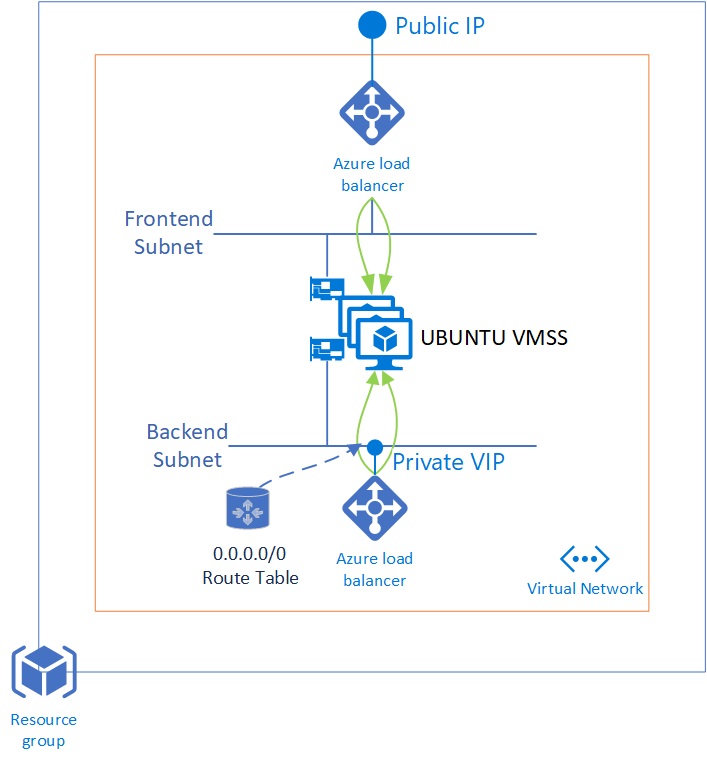 Public IP
Azure load
balancer
Frontend
Subnet
UBUNTU VMSS
Backend
Subnet
Private VIP
0.0.0.0/0
Route Table
Azure load
balancer
Virtual Network
Resource
group